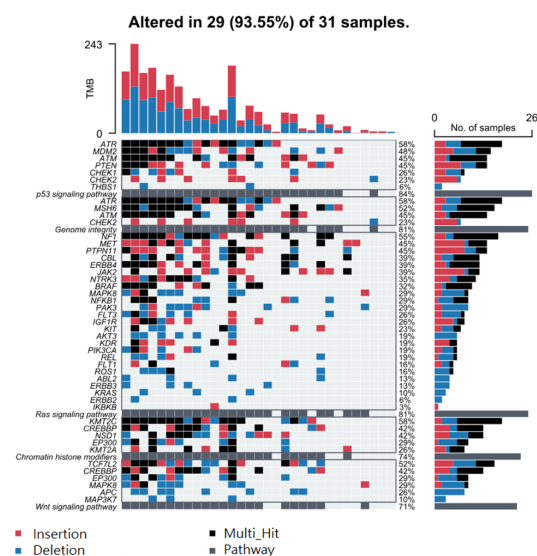 Altered in 29 (93.55%) of 31 samples.
243
TMB
0
0 26
No. of samples
ATR 58%
MDM2 48%
ATM 45%
PTEN 45%
CHEK1 26%
CHEK2 23%
THBS1 6%
p53 signaling pathway 84%
ATR 58%
MSH6 52%
ATM 45%
CHEK2 23%
Genome integrity 81%
NF1 55%
MET 45%
PTPN11 45%
CBL 39%
ERBB4 39%
JAK2 39%
NTRK3 35%
BRAF 32%
MAPK8 29%
NFKB1 29%
PAK3 29%
FLT3 26%
IGF1R 26%
KIT 23%
AKT3 19%
KDR 19%
PIK3CA 19%
REL 19%
FLT1 16%
ROS1 16%
ABL2 13%
ERBB3 13%
KRAS 10%
ERBB2 6%
IKBKB 3%
Ras signaling pathway 81%
KMT2C 58%
CREBBP 42%
NSD1 42%
EP300 29%
KMT2A 26%
Chromatin histone modifiers 74%
TCF7L2 52%
CREBBP 42%
EP300 29%
MAPK8 29%
APC 26%
MAP3K7 10%
Wnt signaling pathway 71%
Insertion Multi_Hit
Deletion Pathway